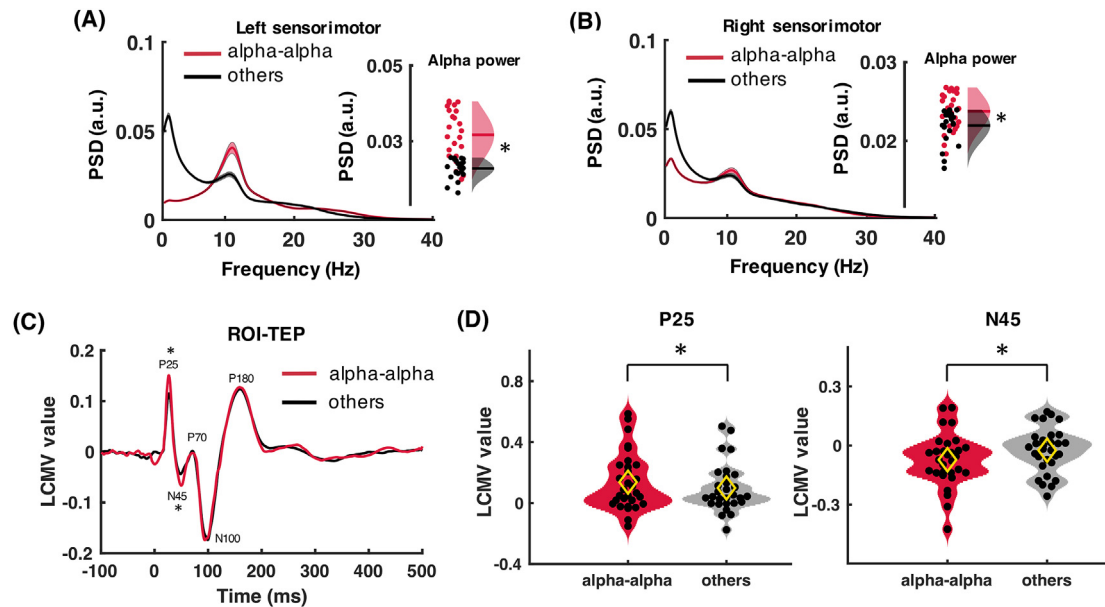 (A)
Left sensorimotor
alpha-alpha
others
0.1
0.05
0
PSD (a.u.)
0 10 20 30 40
Frequency (Hz)
Alpha power
0.05
0.03
PSD (a.u.)
*
(B)
Right sensorimotor
alpha-alpha
others
0.1
0.05
0
PSD (a.u.)
0 10 20 30 40
Frequency (Hz)
Alpha power
0.03
0.02
PSD (a.u.)
*
(C)
ROI-TEP
alpha-alpha
others
0.2
0.1
0
-0.1
-0.2
LCMV value
*
P25
P180
P70
N45
*
N100
-100 0 100 200 300 400 500
Time (ms)
(D)
P25
*
0.8
0.4
0
-0.4
LCMV value
alpha-alpha others
N45
*
0.3
0
-0.3
LCMV value
alpha-alpha others